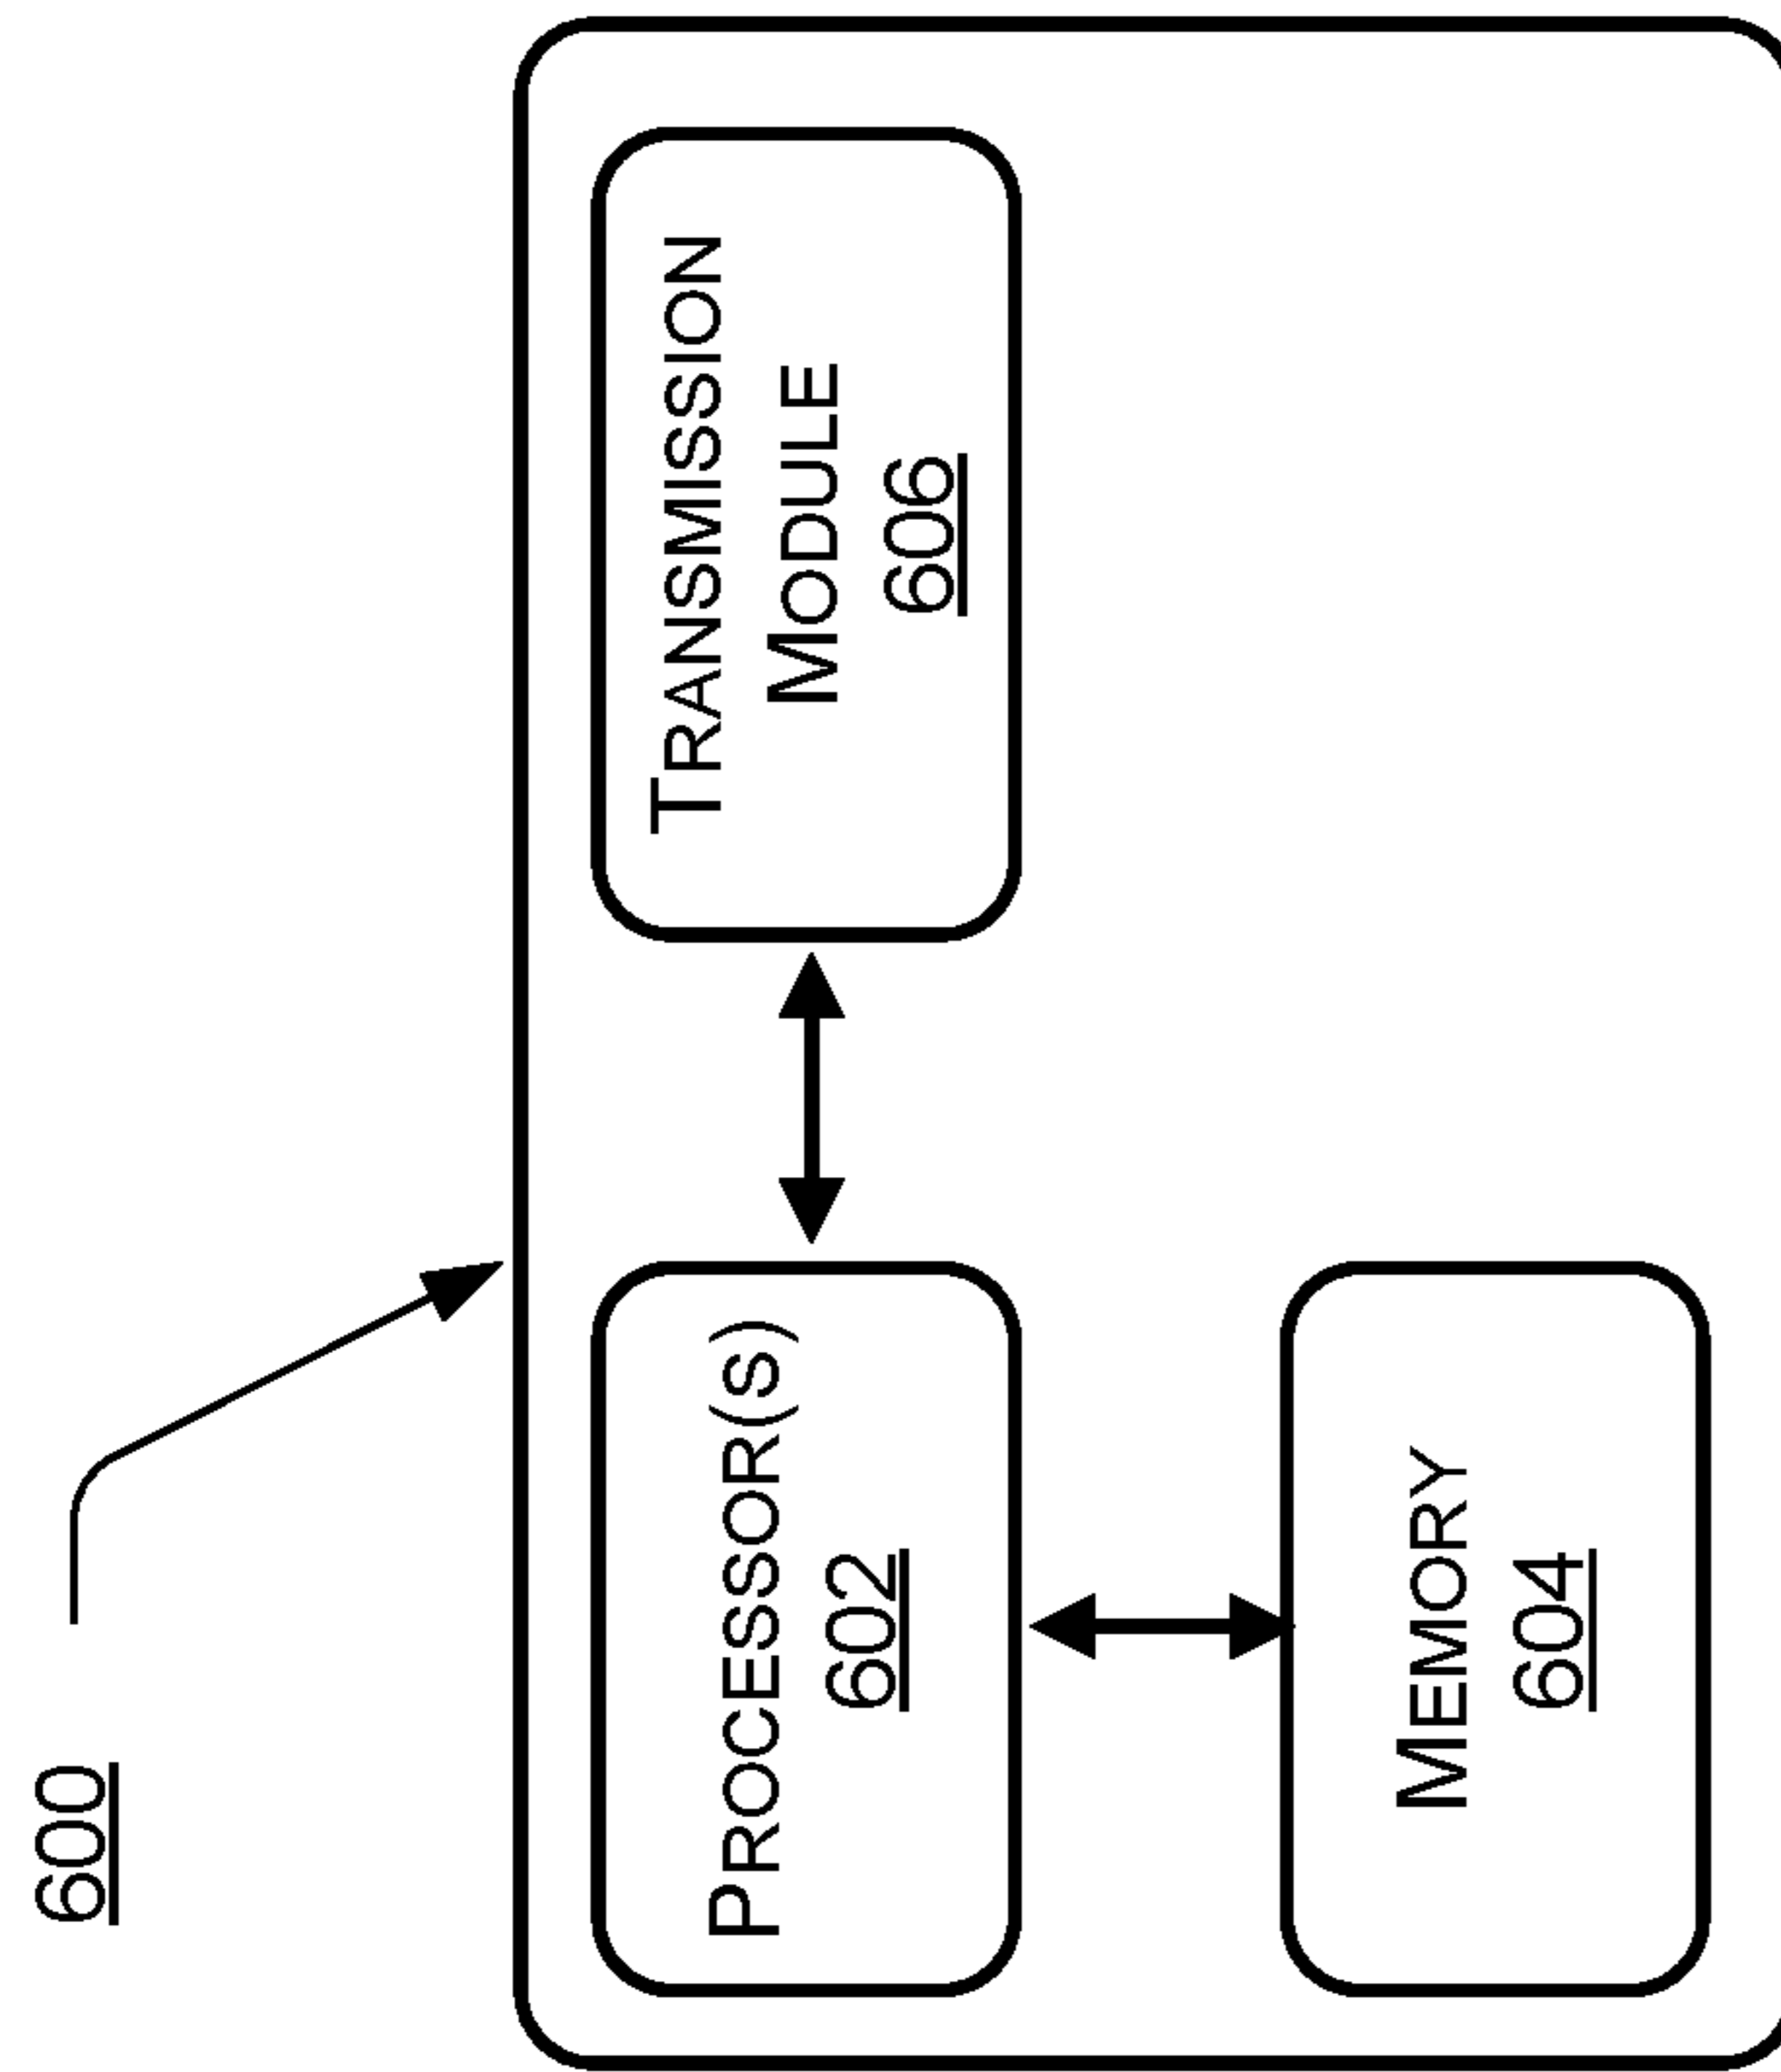 600
PROCESSOR(S)
602
TRANSMISSION
MODULE
606
MEMORY
604